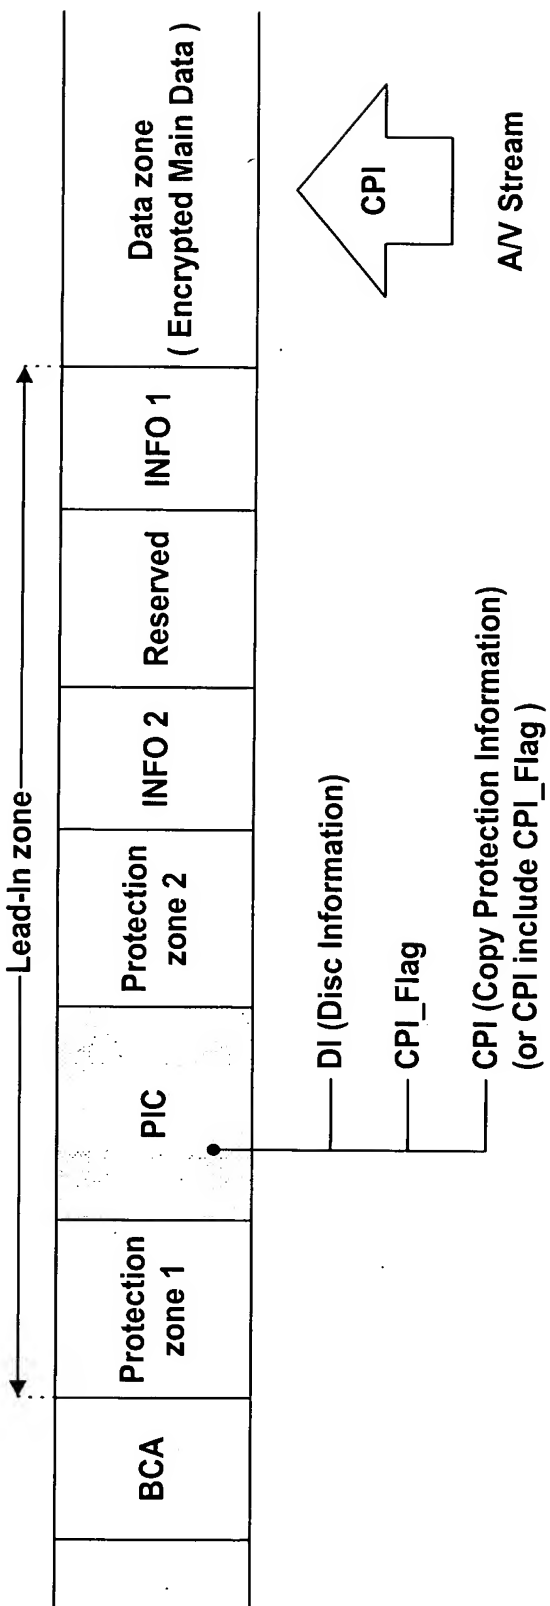 Lead-In zone
BCA
Protection
zone 1
PIC
Protection
zone 2
INFO 2
Reserved
INFO 1
Data zone
( Encrypted Main Data )
DI (Disc Information)
CPI_Flag
CPI (Copy Protection Information)
(or CPI include CPI_Flag )
CPI
A/V Stream